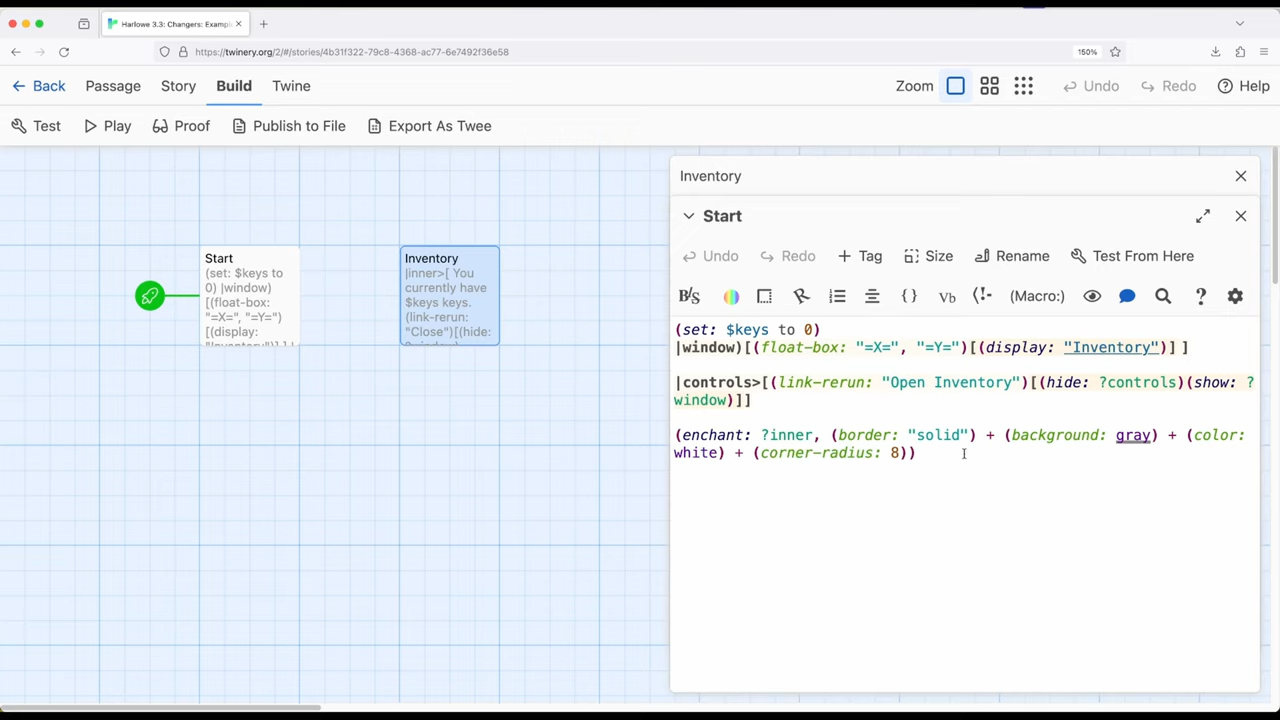 Harlowe 3.3: Changers: Exampl
https://twinery.org/2/#/stories/4b31f322-79c8-4368-ac77-6e7492f36e58
150%
Back
Passage
Story
Build
Twine
Zoom
Undo
Redo
Help
Test
Play
Proof
Publish to File
Export As Twee
Start
(set: $keys to
0) |window)
[(float-box:
"=X=", "=Y=")
[(display:
Inventory
|inner>[ You
currently have
$keys keys.
(link-rerun:
"Close")[(hide:
Inventory
Start
Undo
Redo
Tag
Size
Rename
Test From Here
(Macro:)
(set: $keys to 0)
|window)[(float-box: "=X=", "=Y=")[(display: "Inventory")] ]
|controls>[(link-rerun: "Open Inventory")[(hide: ?controls)(show: ?
window)]]
(enchant: ?inner, (border: "solid") + (background: gray) + (color:
white) + (corner-radius: 8))